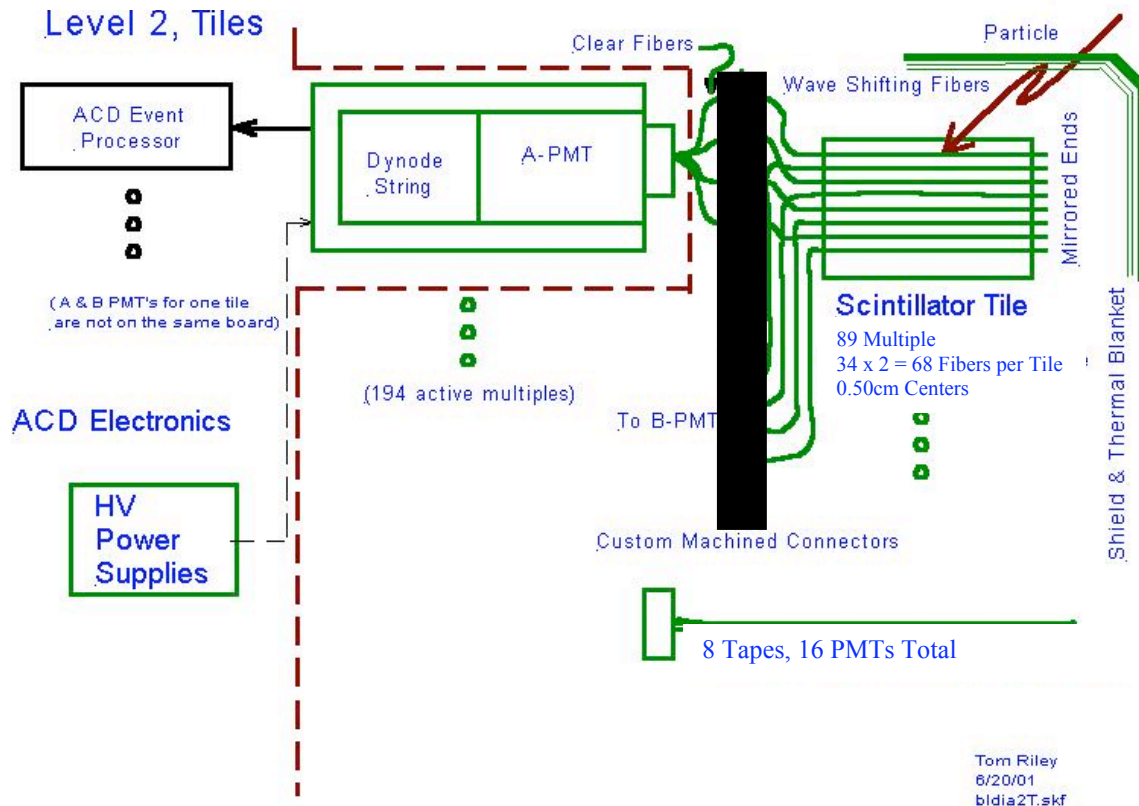 Level 2, Tiles
Clear Fibers
Particle
Wave Shifting Fibers
ACD Event
Processor
Dynode
String
A-PMT
Mirrored Ends
(A & B PMT's for one tile
are not on the same board)
Scintillator Tile
89 Multiple
34 x 2 = 68 Fibers per Tile
0.50cm Centers
(194 active multiples)
To B-PMT
Shield & Thermal Blanket
ACD Electronics
HV
Power
Supplies
Custom Machined Connectors
8 Tapes, 16 PMTs Total
Tom Riley
6/20/01
bldia2T.skf